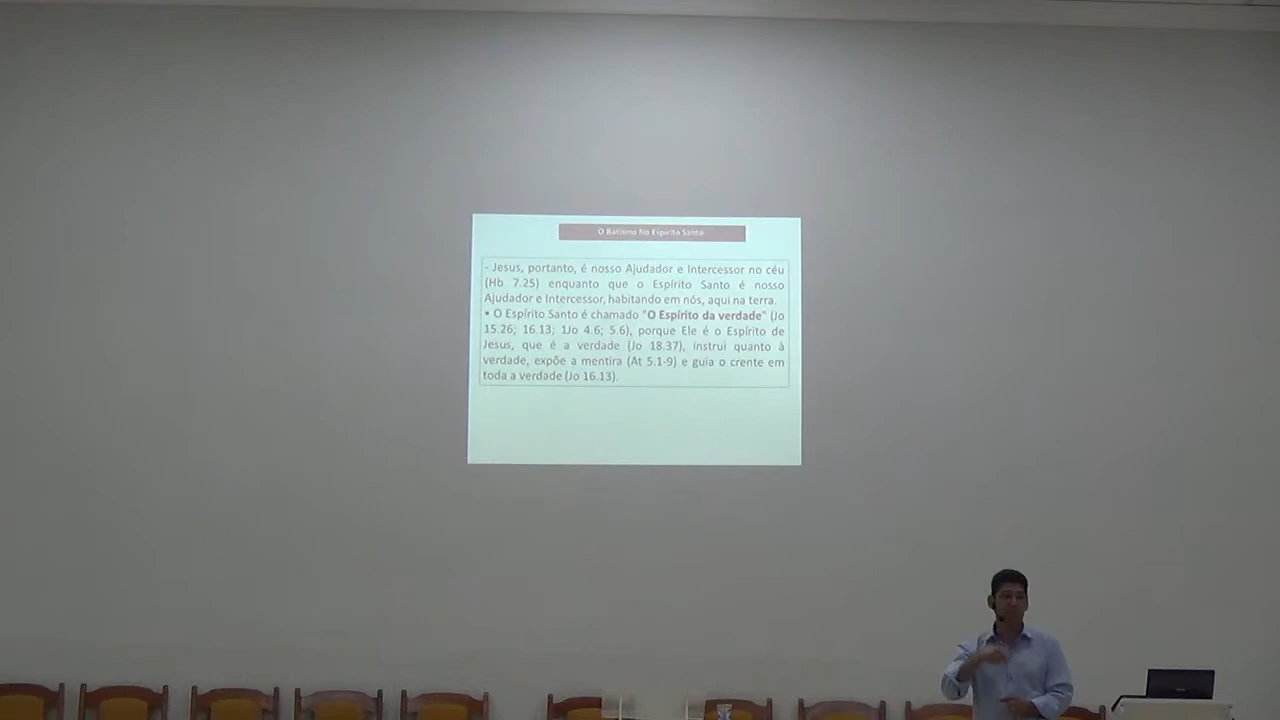 O Batismo No Espírito Santo
- Jesus, portanto, é nosso Ajudador e Intercessor no céu
(Hb 7.25) enquanto que o Espírito Santo é nosso
Ajudador e Intercessor, habitando em nós, aqui na terra.
• O Espírito Santo é chamado "O Espírito da verdade" (Jo
15.26; 16.13; 1Jo 4.6; 5.6), porque Ele é o Espírito de
Jesus, que é a verdade (Jo 18.37), instrui quanto à
verdade, expõe a mentira (At 5.1-9) e guia o crente em
toda a verdade (Jo 16.13).